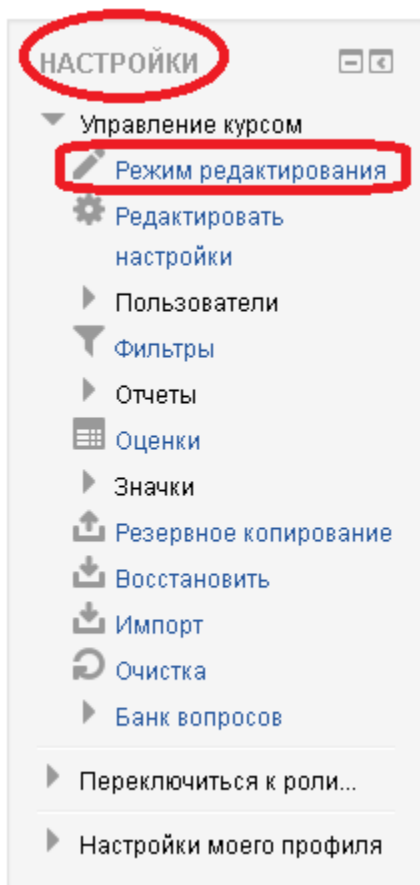 НАСТРОЙКИ
Управление курсом
Режим редактирования
Редактировать
настройки
Пользователи
Фильтры
Отчеты
Оценки
Значки
Резервное копирование
Восстановить
Импорт
Очистка
Банк вопросов
Переключиться к роли...
Настройки моего профиля